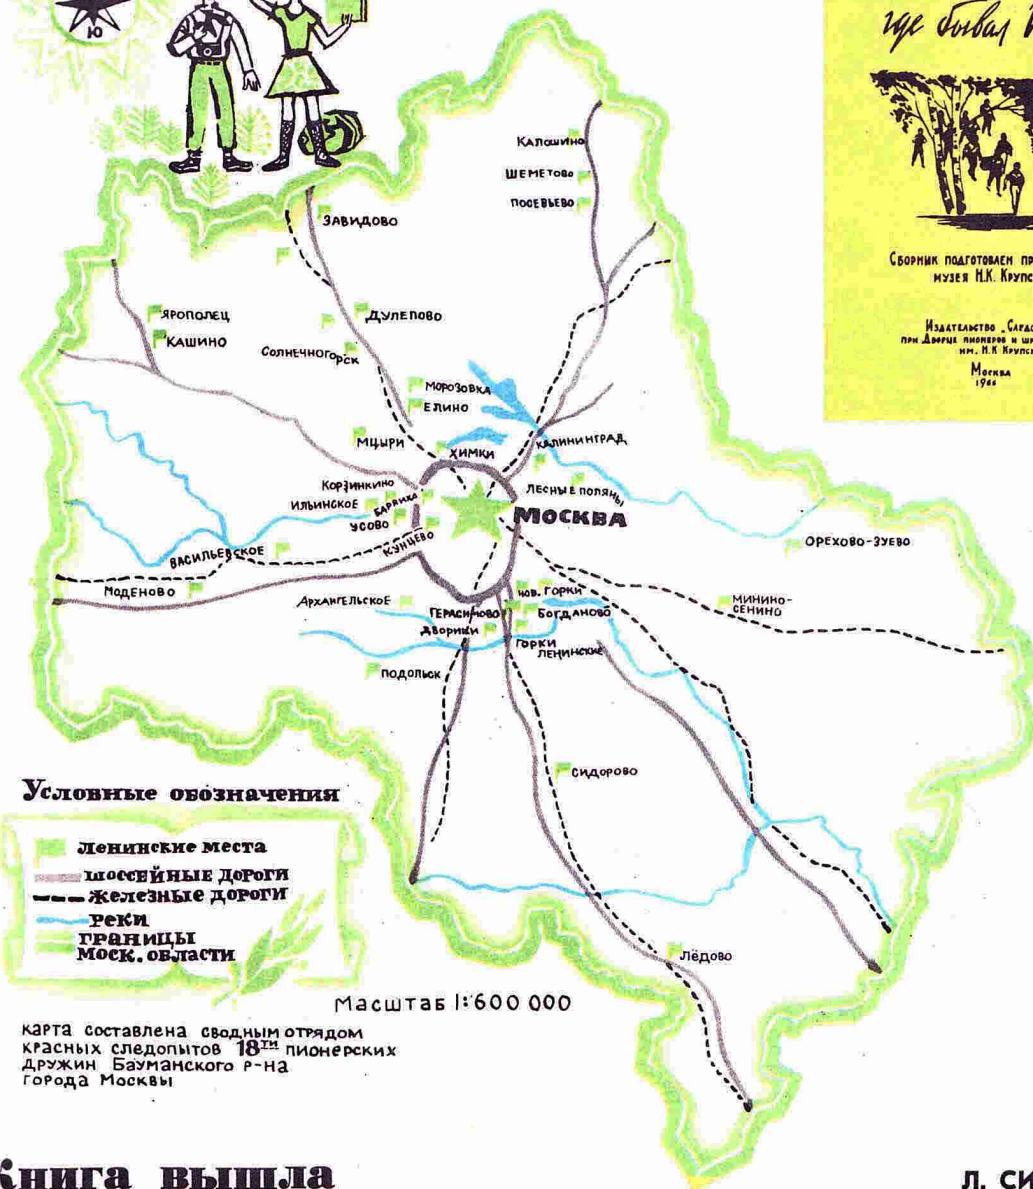 Ю
где бывал
Сборник подготовлен
музея Н.К.
Издательство
при Дворце пионеров и
им. Н.К
Москва
1966
Калошино
Шеметово
Посевьево
Завидово
Ярополец
Кашино
Дулепово
Солнечногорск
Морозовка
Елино
Мцыри
Химки
Калининград
Корзинкино
Ильинское
Барвиха
Усово
Лесные поляны
Москва
Кунцево
Васильевское
Орехово-Зуево
Моденово
Архангельское
Нов. Горки
Герасимово
Богданово
Дворики
Горки
Ленинские
Минино-
Сенино
Подольск
Сидорово
Лёдово
Условные обозначения
Ленинские места
шоссейные дороги
железные дороги
реки
границы
Моск. области
Масштаб 1:600 000
карта составлена сводным отрядом
красных следопытов 18ти пионерских
дружин Бауманского р-на
города Москвы
Книга вышла
Л.